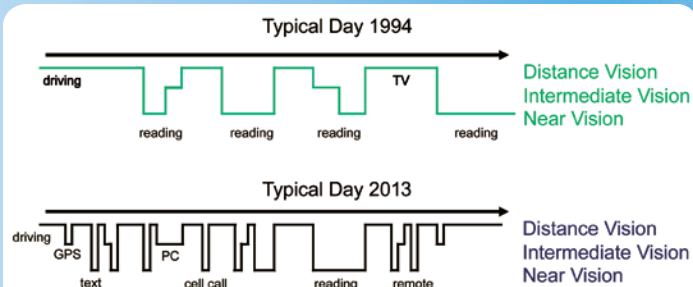 Typical Day 1994
driving
TV
Distance Vision
Intermediate Vision
Near Vision
reading
reading
reading
reading
Typical Day 2013
driving
GPS
PC
text
cell call
reading
remote
Distance Vision
Intermediate Vision
Near Vision